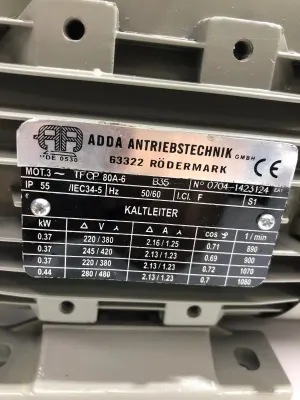 ADDA ANTRIEBSTECHNIK GMBH
VDE 0530
63322 RÖDERMARK
CE
MOT.3 ~ TFCP 80A-6 B35 N° 0704-1423124
IP 55 /IEC34-5 Hz 50/60 I.Cl. F S1
KALTLEITER
kW Δ V Δ A cos φ 1 / min
0.37 220 / 380 2.16 / 1.25 0.71 890
0.37 245 / 420 2.13 / 1.23 0.69 900
0.37 220 / 380 2.13 / 1.23 0.72 1070
0.44 280 / 480 2.13 / 1.23 0.7 1080